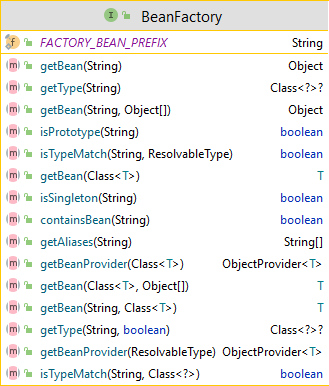 BeanFactory
FACTORY_BEAN_PREFIX String
getBean(String) Object
getType(String) Class<?>?
getBean(String, Object[]) Object
isPrototype(String) boolean
isTypeMatch(String, ResolvableType) boolean
getBean(Class<T>) T
isSingleton(String) boolean
containsBean(String) boolean
getAliases(String) String[]
getBeanProvider(Class<T>) ObjectProvider<T>
getBean(Class<T>, Object[]) T
getBean(String, Class<T>) T
getType(String, boolean) Class<?>?
getBeanProvider(ResolvableType) ObjectProvider<T>
isTypeMatch(String, Class<?>) boolean